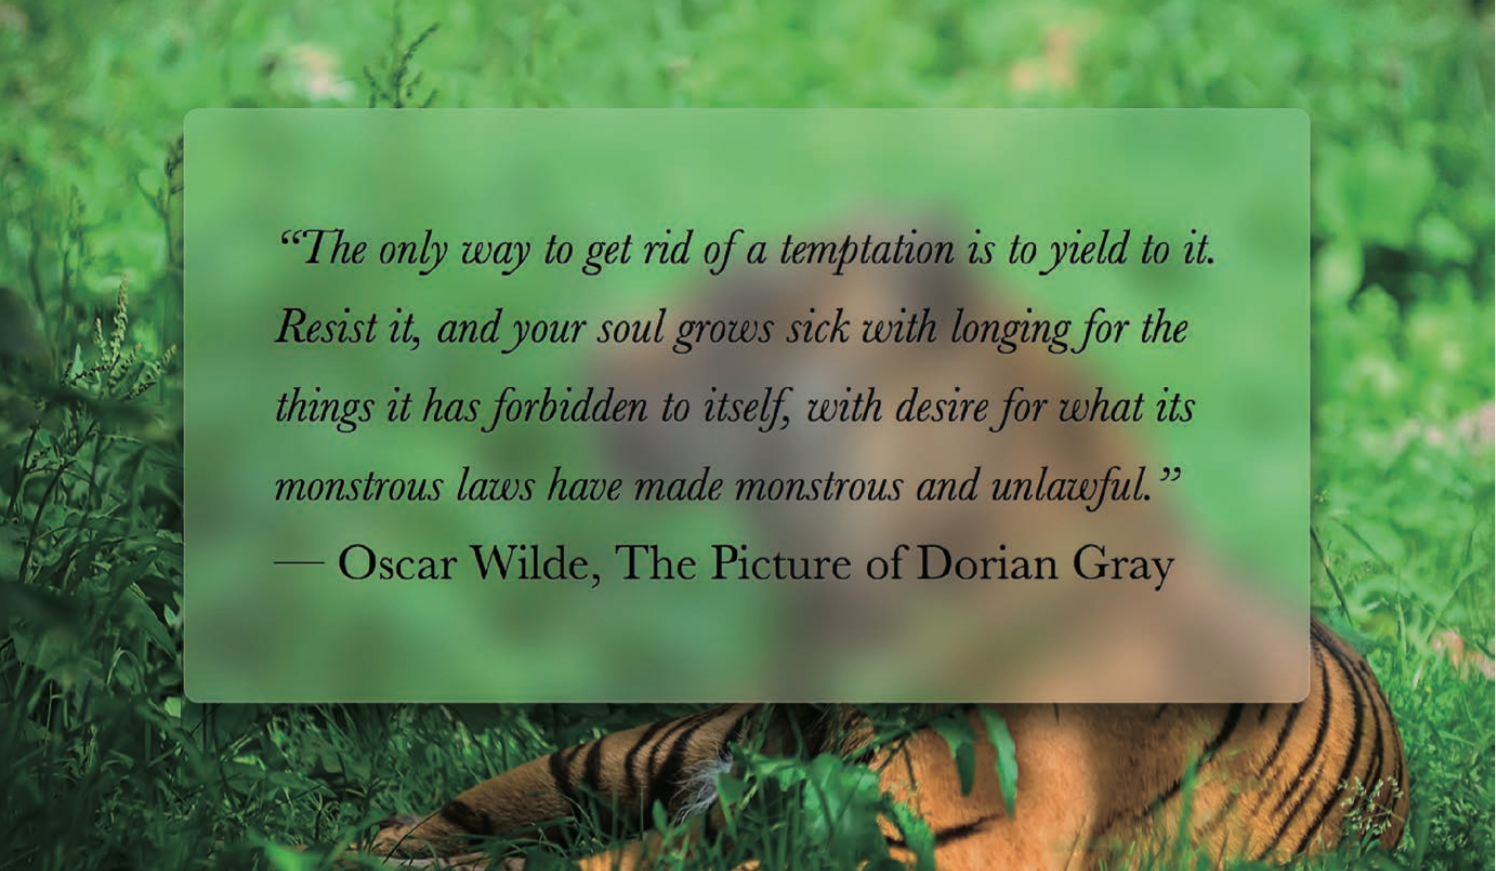 “The only way to get rid of a temptation is to yield to it.
Resist it, and your soul grows sick with longing for the
things it has forbidden to itself, with desire for what its
monstrous laws have made monstrous and unlawful.”
— Oscar Wilde, The Picture of Dorian Gray